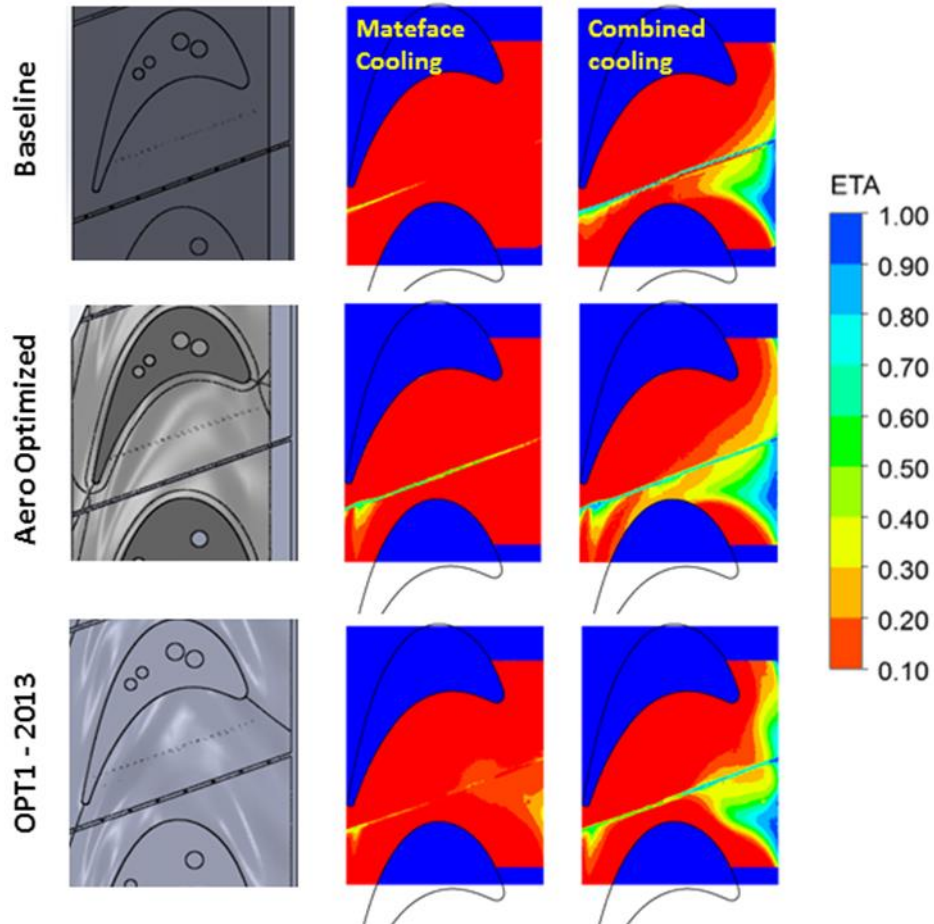 Mateface
Cooling
Combined
cooling
Baseline
Aero Optimized
OPT1 - 2013
ETA
1.00
0.90
0.80
0.70
0.60
0.50
0.40
0.30
0.20
0.10